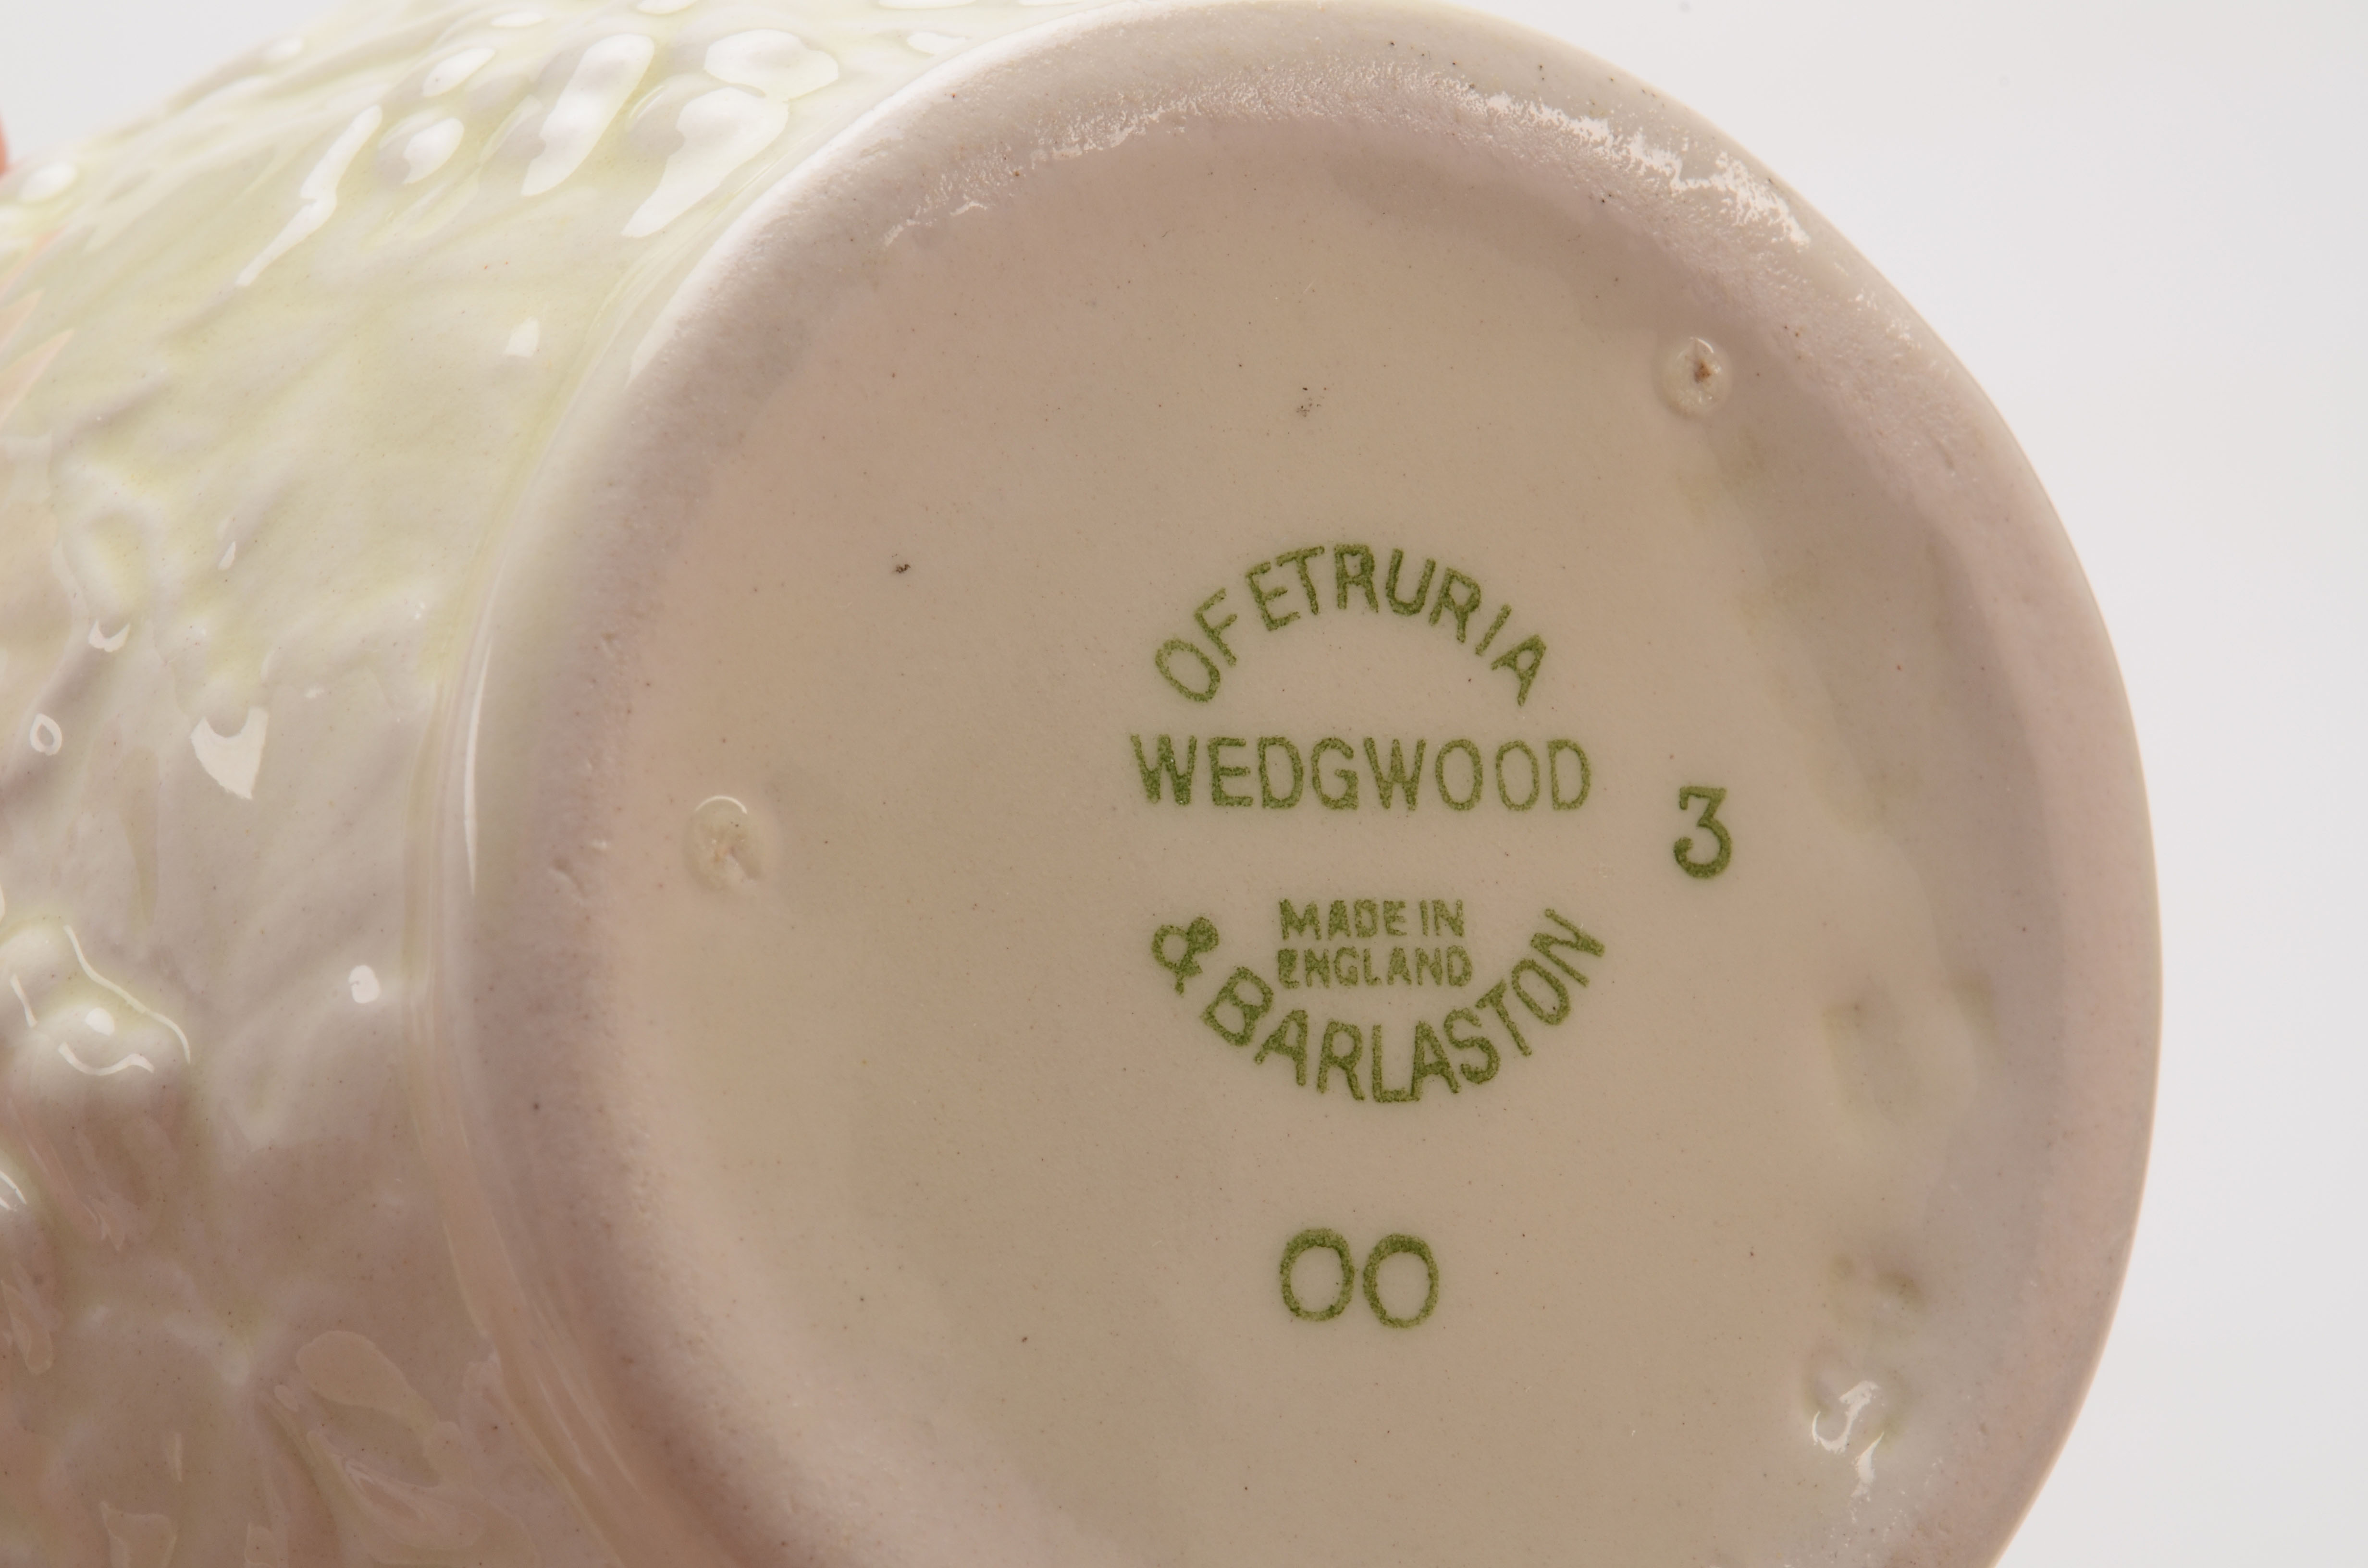 OF ETRURIA
WEDGWOOD
3
MADE IN
ENGLAND
& BARLASTON
OO